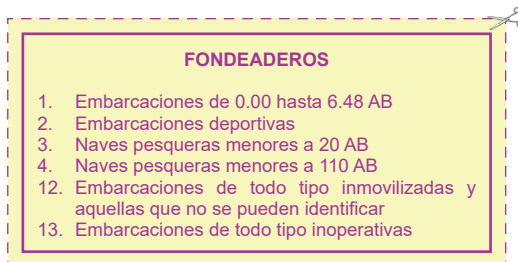 FONDEADEROS
1. Embarcaciones de 0.00 hasta 6.48 AB
2. Embarcaciones deportivas
3. Naves pesqueras menores a 20 AB
4. Naves pesqueras menores a 110 AB
12. Embarcaciones de todo tipo inmovilizadas y
aquellas que no se pueden identificar
13. Embarcaciones de todo tipo inoperativas